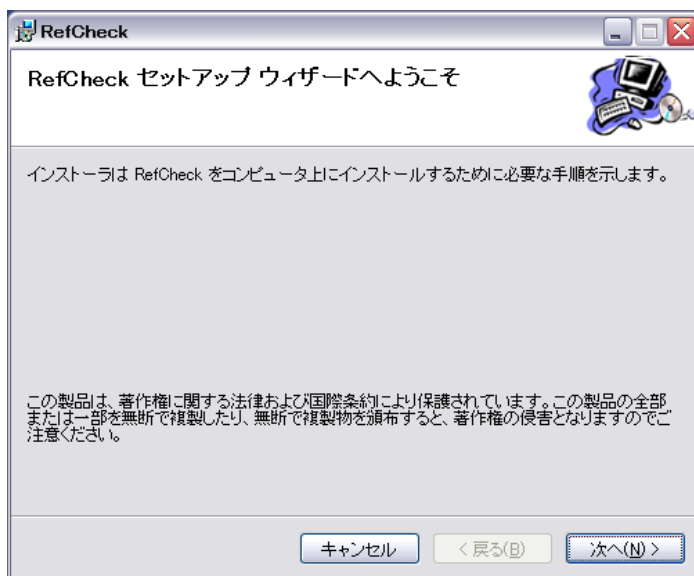 RefCheck
RefCheck セットアップ ウィザードへようこそ
インストーラは RefCheck をコンピュータ上にインストールするために必要な手順を示します。
この製品は、著作権に関する法律および国際条約により保護されています。この製品の全部
または一部を無断で複製したり、無断で複製物を頒布すると、著作権の侵害となりますのでご
注意ください。
キャンセル
< 戻る(B)
次へ(N) >